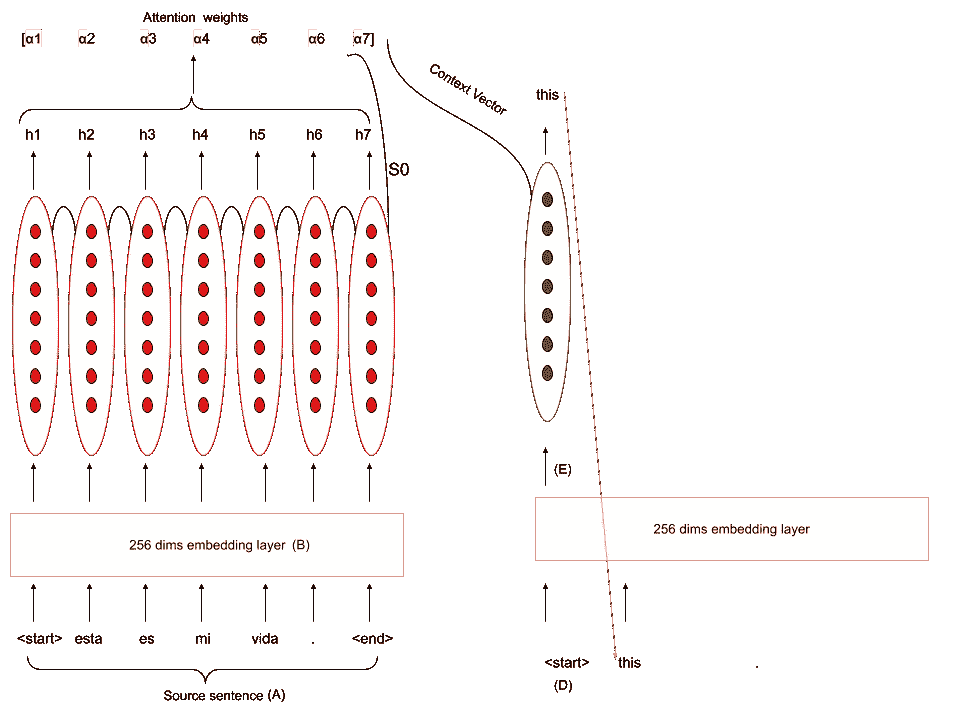 Attention weights
[α1 α2 α3 α4 α5 α6 α7]
Context Vector
this
h1 h2 h3 h4 h5 h6 h7
S0
(E)
256 dims embedding layer (B)
256 dims embedding layer
<start> esta es mi vida . <end>
<start> this .
(D)
Source sentence (A)